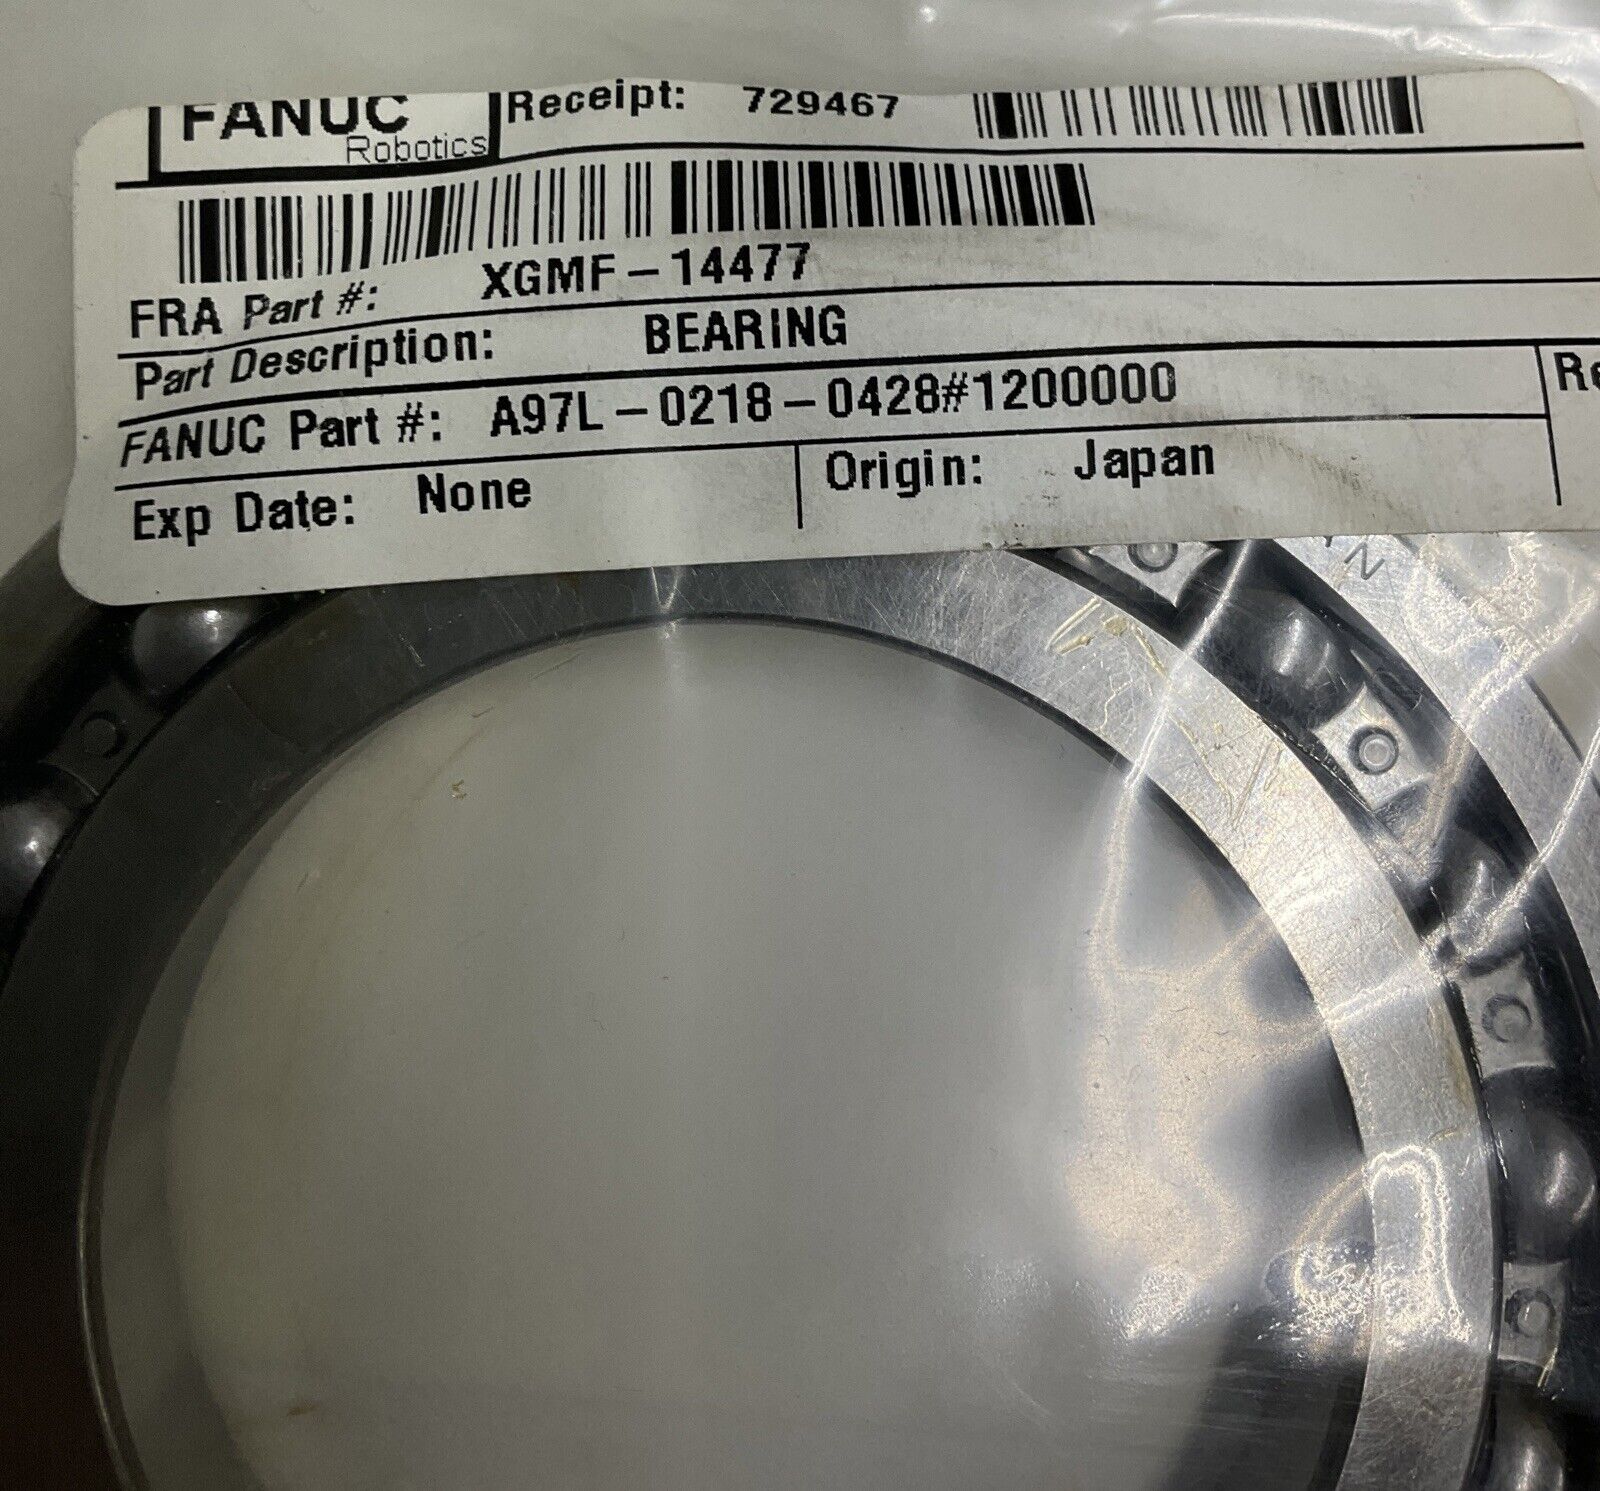 FANUC Robotics Receipt: 729467
FRA Part #: XGMF-14477
Part Description: BEARING
FANUC Part #: A97L-0218-0428#1200000
Exp Date: None Origin: Japan